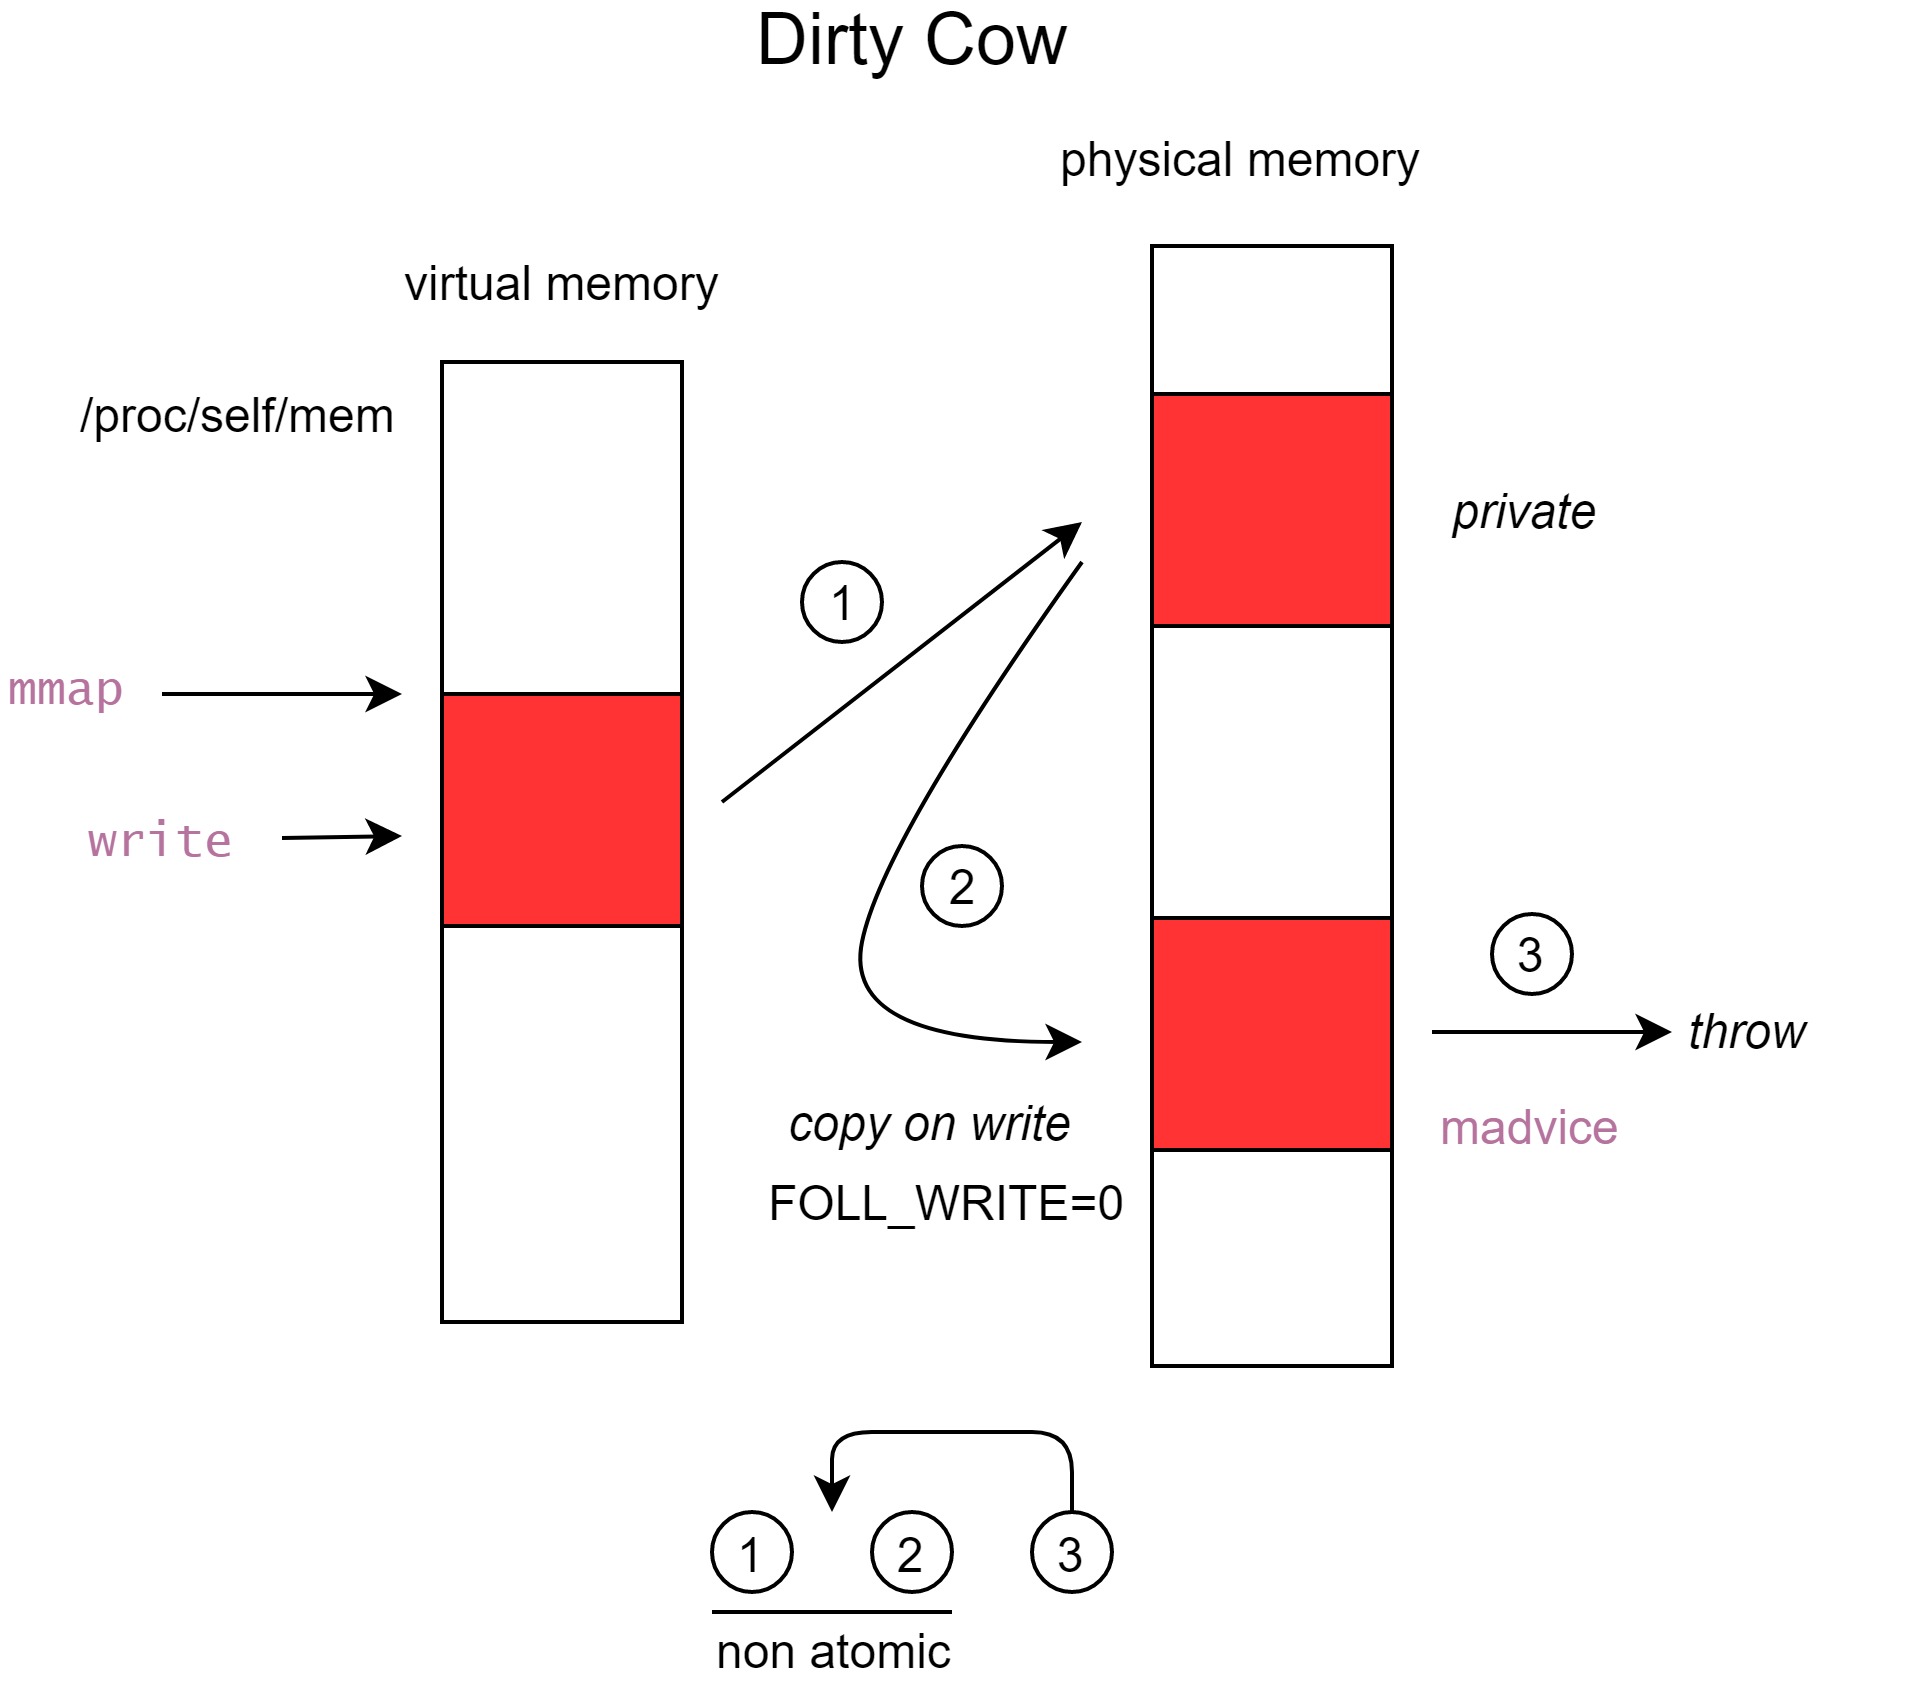 Dirty Cow
physical memory
virtual memory
/proc/self/mem
private
1
mmap
write
2
3
throw
copy on write
madvice
FOLL_WRITE=0
1 2 3
non atomic